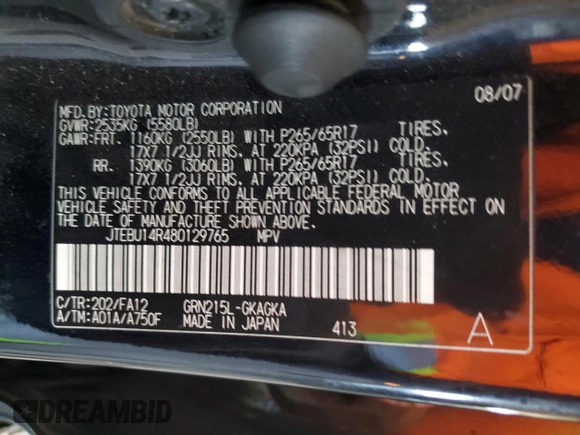 08/07
MFD.BY:TOYOTA MOTOR CORPORATION
GVWR:2535KG (5580LB)
GAWR:FRT. 1160KG (2550LB) WITH P265/65R17 TIRES.
17X7 1/2JJ RIMS, AT 220KPA (32PSI) COLD.
RR. 1390KG (3060LB) WITH P265/65R17 TIRES.
17X7 1/2JJ RIMS, AT 220KPA (32PSI) COLD.
THIS VEHICLE CONFORMS TO ALL APPLICABLE FEDERAL MOTOR
VEHICLE SAFETY AND THEFT PREVENTION STANDARDS IN EFFECT ON
THE DATE OF MANUFACTURE SHOWN ABOVE.
JTEBU14R480129765 MPV
C/TR:202/FA12 GRN215L-GKAGKA
A/TM:A01A/A750F MADE IN JAPAN 413 A
DREAMBID